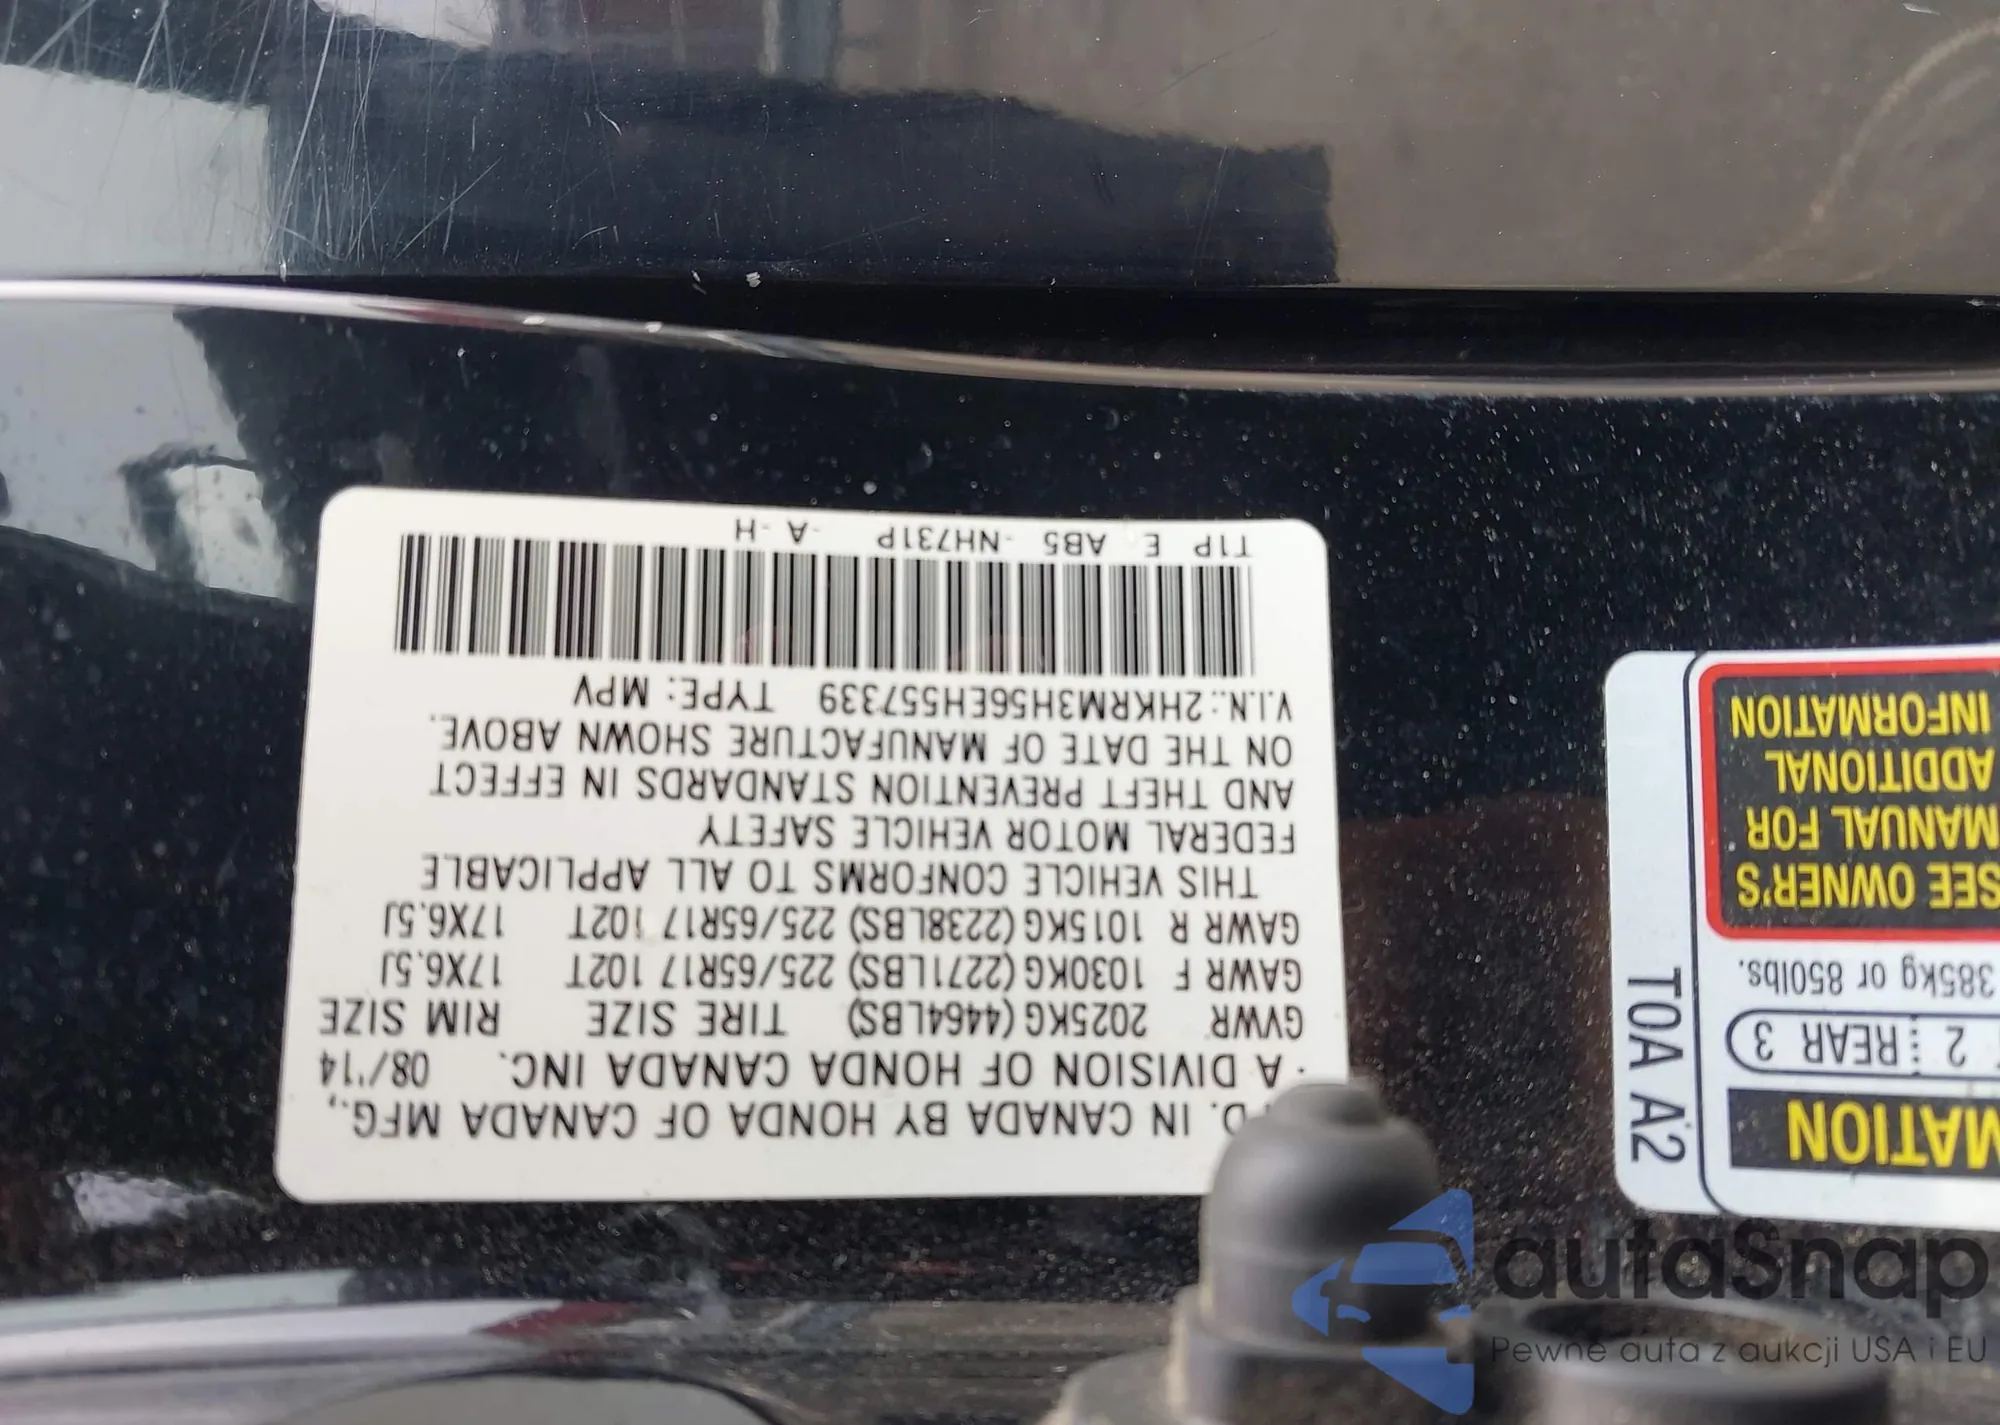 D. IN CANADA BY HONDA OF CANADA MFG.,
· A DIVISION OF HONDA CANADA INC. 08/'14
GVWR 2025KG (4464LBS) TIRE SIZE RIM SIZE
GAWR F 1030KG (2271LBS) 225/65R17 102T 17X6.5J
GAWR R 1015KG (2238LBS) 225/65R17 102T 17X6.5J
THIS VEHICLE CONFORMS TO ALL APPLICABLE
FEDERAL MOTOR VEHICLE SAFETY
AND THEFT PREVENTION STANDARDS IN EFFECT
ON THE DATE OF MANUFACTURE SHOWN ABOVE.
V.I.N.: 2HKRM3H56EH557339 TYPE: MPV
T1P E AB5 -NH731P -A-H
MATION
2 REAR 3
385kg or 850lbs.
SEE OWNER'S
MANUAL FOR
ADDITIONAL
INFORMATION
T0A A2
autaSnap
Pewne auta z aukcji USA i EU